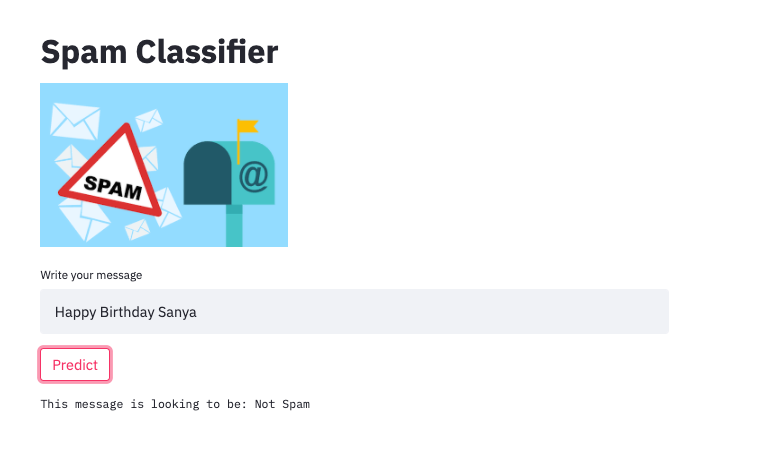 Spam Classifier
SPAM
@
Write your message
Happy Birthday Sanya
Predict
This message is looking to be: Not Spam